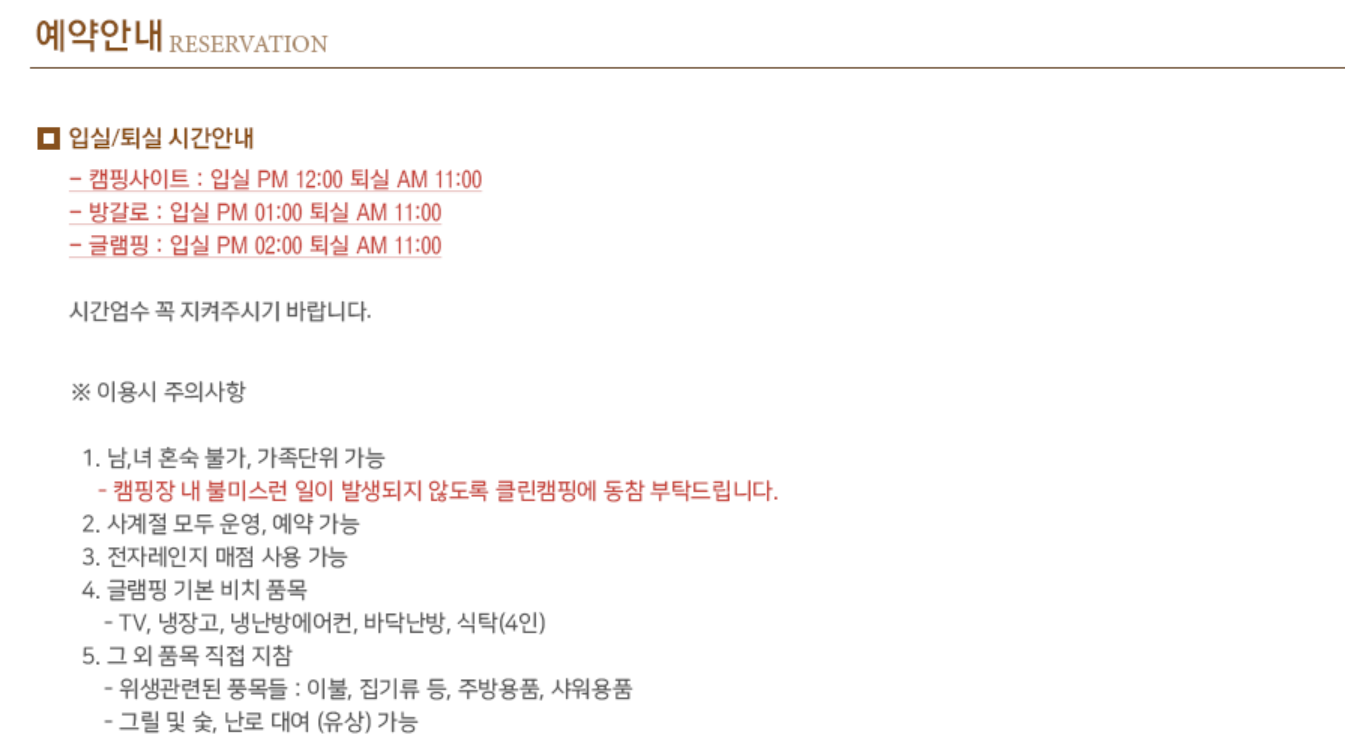 예약안내 RESERVATION
입실/퇴실 시간안내
- 캠핑사이트 : 입실 PM 12:00 퇴실 AM 11:00
- 방갈로 : 입실 PM 01:00 퇴실 AM 11:00
- 글램핑 : 입실 PM 02:00 퇴실 AM 11:00
시간엄수 꼭 지켜주시기 바랍니다.
※ 이용시 주의사항
1. 남,녀 혼숙 불가, 가족단위 가능
- 캠핑장 내 불미스런 일이 발생되지 않도록 클린캠핑에 동참 부탁드립니다.
2. 사계절 모두 운영, 예약 가능
3. 전자레인지 매점 사용 가능
4. 글램핑 기본 비치 품목
- TV, 냉장고, 냉난방에어컨, 바닥난방, 식탁(4인)
5. 그 외 품목 직접 지참
- 위생관련된 풍목들 : 이불, 집기류 등, 주방용품, 샤워용품
- 그릴 및 숯, 난로 대여 (유상) 가능